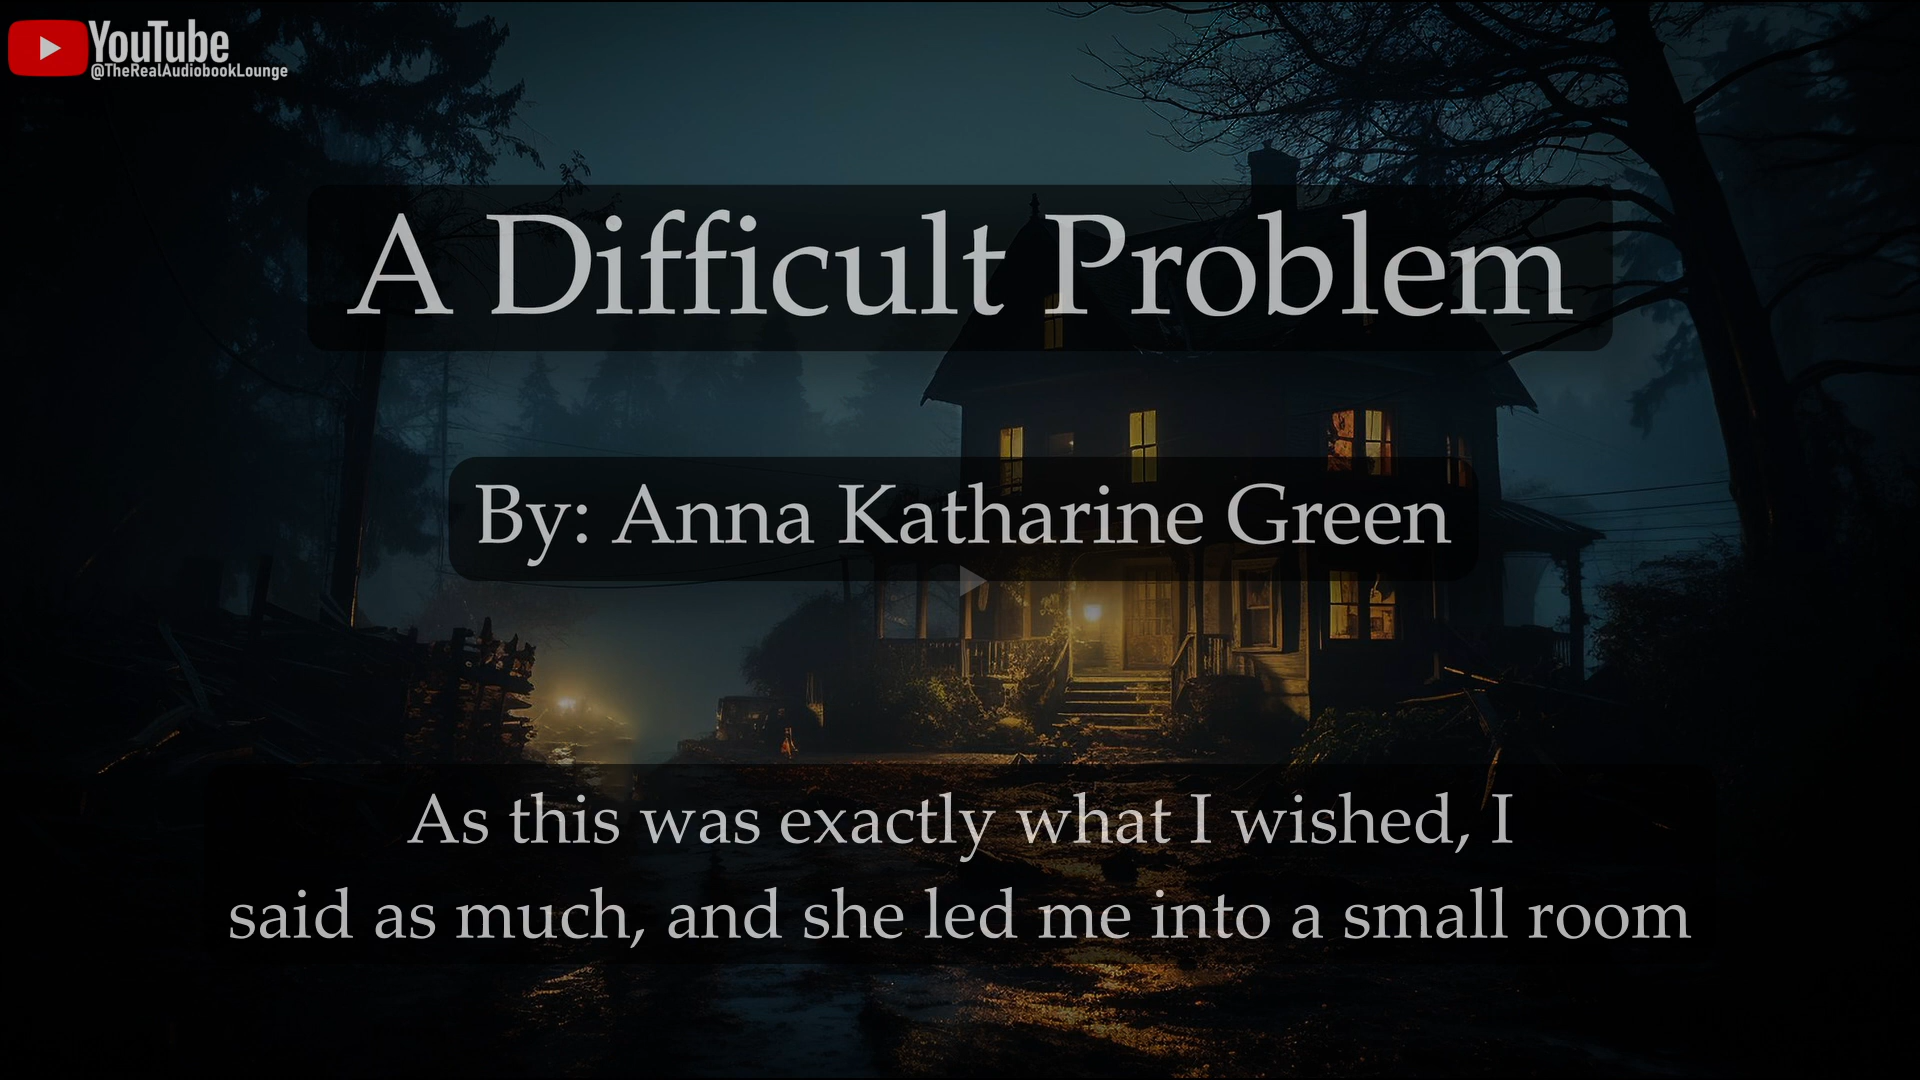 YouTube
@TheRealAudiobookLounge
A Difficult Problem
By: Anna Katharine Green
As this was exactly what I wished, I
said as much, and she led me into a small room